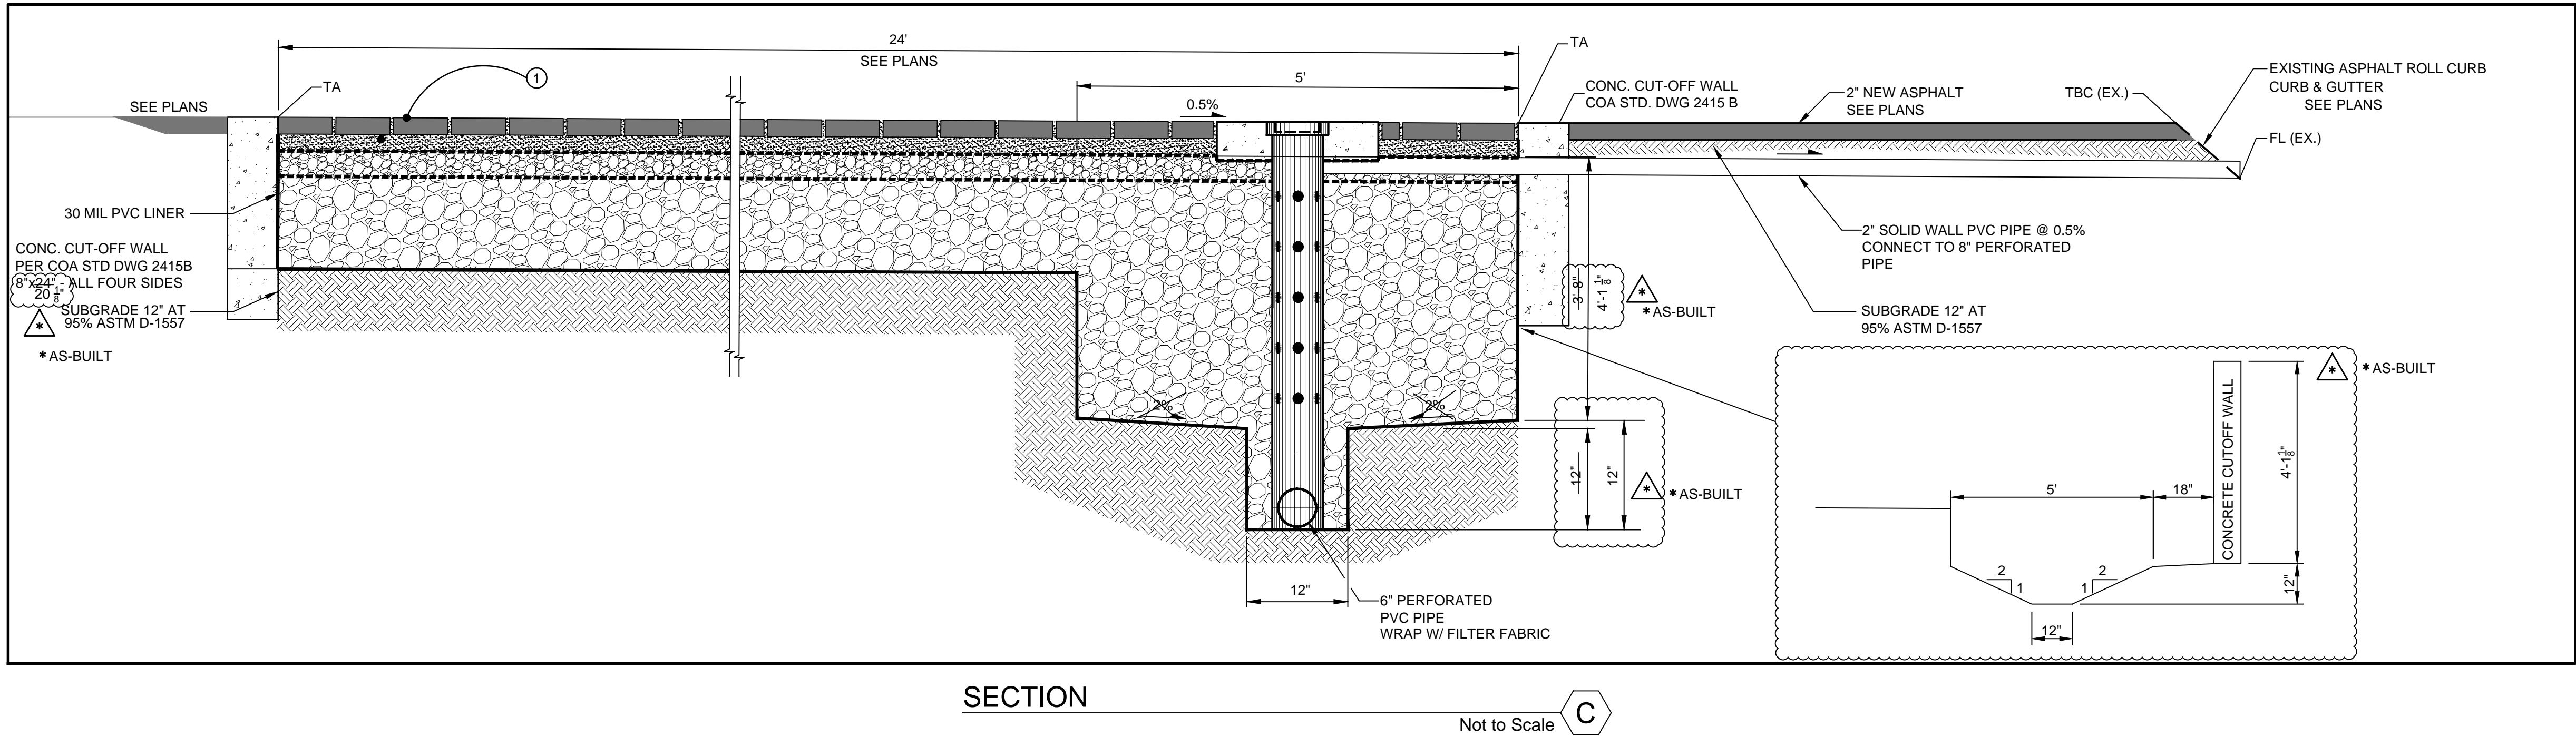 24'
SEE PLANS
5'
0.5%
TA
1
TA
SEE PLANS
30 MIL PVC LINER
CONC. CUT-OFF WALL
PER COA STD DWG 2415B
8"x24" - ALL FOUR SIDES
20 1/8"
SUBGRADE 12" AT
95% ASTM D-1557
*
* AS-BUILT
CONC. CUT-OFF WALL
COA STD. DWG 2415 B
2" NEW ASPHALT
SEE PLANS
TBC (EX.)
EXISTING ASPHALT ROLL CURB
CURB & GUTTER
SEE PLANS
FL (EX.)
2" SOLID WALL PVC PIPE @ 0.5%
CONNECT TO 8" PERFORATED
PIPE
SUBGRADE 12" AT
95% ASTM D-1557
3'-8"
4'-1 1/8"
*
* AS-BUILT
2%
2%
12"
12"
*
* AS-BUILT
12"
6" PERFORATED
PVC PIPE
WRAP W/ FILTER FABRIC
*
* AS-BUILT
5'
18"
CONCRETE CUTOFF WALL
4'-1 1/8"
2
1
2
1
12"
12"
SECTION
Not to Scale
C